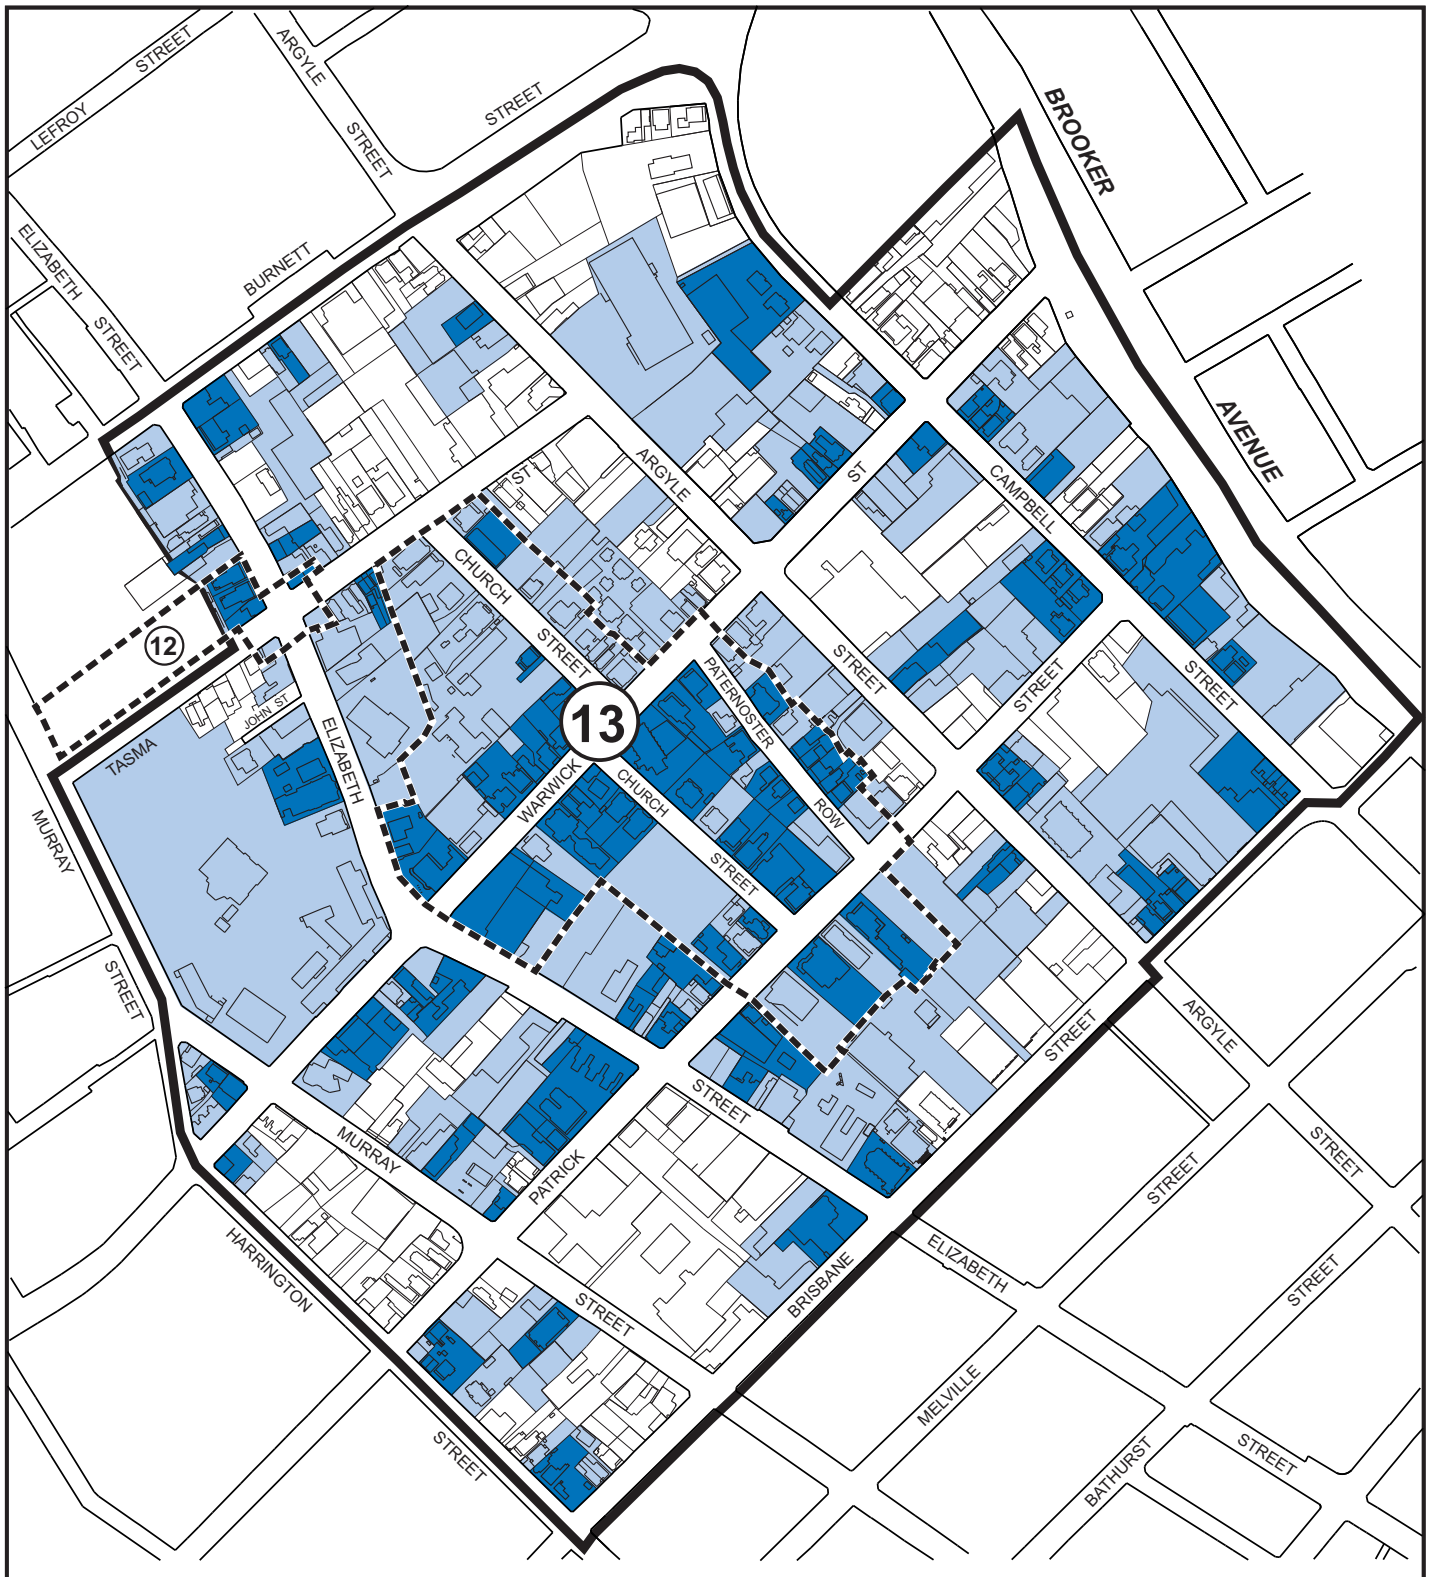 LEFROY
STREET
ARGYLE
STREET
STREET
BROOKER
ELIZABETH
STREET
BURNETT
AVENUE
ST
ARGYLE
ST
CAMPBELL
CHURCH
STREET
12
STREET
STREET
STREET
PATERNOSTER
JOHN ST
13
TASMA
ELIZABETH
WARWICK
CHURCH
ROW
MURRAY
STREET
STREET
ARGYLE
STREET
STREET
MURRAY
STREET
STREET
PATRICK
HARRINGTON
BRISBANE
ELIZABETH
STREET
STREET
MELVILLE
STREET
BATHURST
STREET